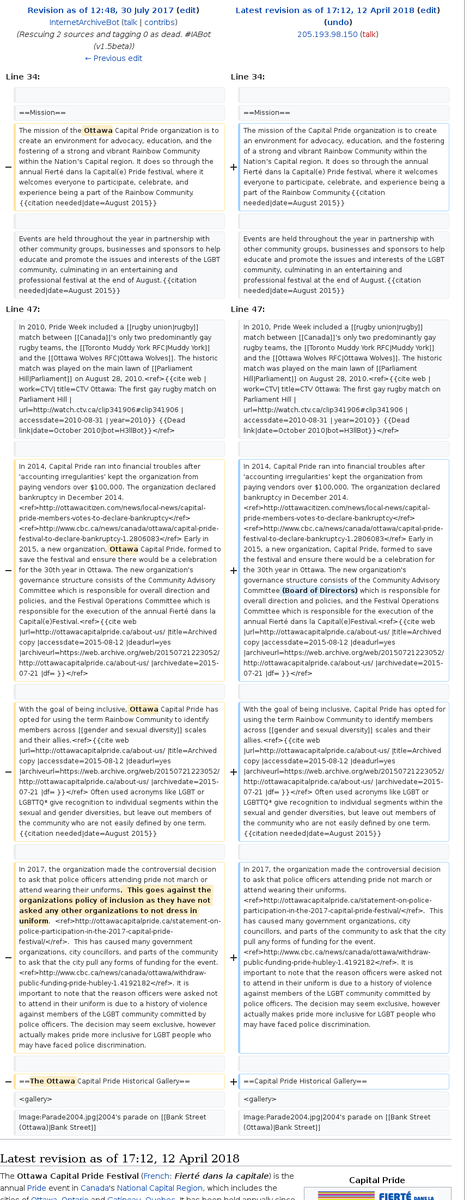 Revision as of 12:48, 30 July 2017 (edit)
InternetArchiveBot (talk | contribs)
(Rescuing 2 sources and tagging 0 as dead. #IABot
(v1.5beta))
← Previous edit
Latest revision as of 17:12, 12 April 2018 (edit)
(undo)
205.193.98.150 (talk)
Line 34:
Line 34:
==Mission==
==Mission==
− The mission of the Ottawa Capital Pride organization is to
create an environment for advocacy, education, and the
fostering of a strong and vibrant Rainbow Community
within the Nation's Capital region. It does so through the
annual Fierté dans la Capital(e) Pride festival, where it
welcomes everyone to participate, celebrate, and
experience being a part of the Rainbow Community.
{{citation needed|date=August 2015}}
+ The mission of the Capital Pride organization is to create
an environment for advocacy, education, and the fostering
of a strong and vibrant Rainbow Community within the
Nation's Capital region. It does so through the annual
Fierté dans la Capital(e) Pride festival, where it welcomes
everyone to participate, celebrate, and experience being a
part of the Rainbow Community.{{citation
needed|date=August 2015}}
Events are held throughout the year in partnership with
other community groups, businesses and sponsors to help
educate and promote the issues and interests of the LGBT
community, culminating in an entertaining and
professional festival at the end of August.{{citation
needed|date=August 2015}}
Events are held throughout the year in partnership with
other community groups, businesses and sponsors to help
educate and promote the issues and interests of the LGBT
community, culminating in an entertaining and
professional festival at the end of August.{{citation
needed|date=August 2015}}
Line 47:
Line 47:
In 2010, Pride Week included a [[rugby union|rugby]]
match between [[Canada]]'s only two predominantly gay
rugby teams, the [[Toronto Muddy York RFC|Muddy York]]
and the [[Ottawa Wolves RFC|Ottawa Wolves]]. The historic
match was played on the main lawn of [[Parliament
Hill|Parliament]] on August 28, 2010.<ref>{{cite web |
work=CTV| title=CTV Ottawa: The first gay rugby match on
Parliament Hill |
url=http://watch.ctv.ca/clip341906#clip341906 |
accessdate=2010-08-31 | year=2010}} {{Dead
link|date=October 2010|bot=H3llBot}}</ref>
In 2010, Pride Week included a [[rugby union|rugby]]
match between [[Canada]]'s only two predominantly gay
rugby teams, the [[Toronto Muddy York RFC|Muddy York]]
and the [[Ottawa Wolves RFC|Ottawa Wolves]]. The historic
match was played on the main lawn of [[Parliament
Hill|Parliament]] on August 28, 2010.<ref>{{cite web |
work=CTV| title=CTV Ottawa: The first gay rugby match on
Parliament Hill |
url=http://watch.ctv.ca/clip341906#clip341906 |
accessdate=2010-08-31 | year=2010}} {{Dead
link|date=October 2010|bot=H3llBot}}</ref>
− In 2014, Capital Pride ran into financial troubles after
'accounting irregularities' kept the organization from
paying vendors over $100,000. The organization declared
bankruptcy in December 2014.
<ref>http://ottawacitizen.com/news/local-news/capital-
pride-members-votes-to-declare-bankruptcy</ref>
<ref>http://www.cbc.ca/news/canada/ottawa/capital-pride-
festival-to-declare-bankruptcy-1.2806083</ref> Early in
2015, a new organization, Ottawa Capital Pride, formed to
save the festival and ensure there would be a celebration
for the 30th year in Ottawa. The new organization's
governance structure consists of the Community Advisory
Committee which is responsible for overall direction and
policies, and the Festival Operations Committee which is
responsible for the execution of the annual Fierté dans la
Capital(e)Festival.<ref>{{cite web
|url=http://ottawacapitalpride.ca/about-us/ |title=Archived
copy |accessdate=2015-08-12 |deadurl=yes
|archiveurl=https://archive.org/web/20150721223052/
http://ottawacapitalpride.ca/about-us/ |archivedate=2015-
07-21 |df= }}</ref>
+ In 2014, Capital Pride ran into financial troubles after
'accounting irregularities' kept the organization from
paying vendors over $100,000. The organization declared
bankruptcy in December 2014.
<ref>http://ottawacitizen.com/news/local-news/capital-
pride-members-votes-to-declare-bankruptcy</ref>
<ref>http://www.cbc.ca/news/canada/ottawa/capital-pride-
festival-to-declare-bankruptcy-1.2806083</ref> Early in
2015, a new organization, Capital Pride, formed to save
the festival and ensure there would be a celebration for
the 30th year in Ottawa. The new organization's
governance structure consists of the Community Advisory
Committee (Board of Directors) which is responsible for
overall direction and policies, and the Festival Operations
Committee which is responsible for the execution of the
annual Fierté dans la Capital(e)Festival.<ref>{{cite web
|url=http://ottawacapitalpride.ca/about-us/ |title=Archived
copy |accessdate=2015-08-12 |deadurl=yes
|archiveurl=https://archive.org/web/20150721223052/
http://ottawacapitalpride.ca/about-us/ |archivedate=2015-
07-21 |df= }}</ref>
− With the goal of being inclusive, Ottawa Capital Pride has
opted for using the term Rainbow Community to identify
members across [[gender and sexual diversity]] scales
and their allies.<ref>{{cite web
|url=http://ottawacapitalpride.ca/about-us/ |title=Archived
copy |accessdate=2015-08-12 |deadurl=yes
|archiveurl=https://archive.org/web/20150721223052/
http://ottawacapitalpride.ca/about-us/ |archivedate=2015-
07-21 |df= }}</ref> Often used acronyms like LGBT or
LGBTTQ* give recognition to individual segments within the
sexual and gender diversities, but leave out members of
the community who are not easily defined by one term.
{{citation needed|date=August 2015}}
+ With the goal of being inclusive, Capital Pride has opted for
using the term Rainbow Community to identify members
across [[gender and sexual diversity]] scales and their
allies.<ref>{{cite web
|url=http://ottawacapitalpride.ca/about-us/ |title=Archived
copy |accessdate=2015-08-12 |deadurl=yes
|archiveurl=https://archive.org/web/20150721223052/
http://ottawacapitalpride.ca/about-us/ |archivedate=2015-
07-21 |df= }}</ref> Often used acronyms like LGBT or
LGBTTQ* give recognition to individual segments within the
sexual and gender diversities, but leave out members of
the community who are not easily defined by one term.
{{citation needed|date=August 2015}}
− In 2017, the organization made the controversial decision
to ask that police officers attending pride not march or
attend wearing their uniforms. This goes against the
organizations policy of inclusion as they have not
asked any other organizations to not dress in
uniform. <ref>http://ottawacapitalpride.ca/statement-on-
police-participation-in-the-2017-capital-pride-
festival/</ref>. This has caused many government
organizations, city councillors, and parts of the community
to ask that the city pull any forms of funding for the event.
<ref>http://www.cbc.ca/news/canada/ottawa/withdraw-
public-funding-pride-hubley-1.4192182</ref>. It is
important to note that the reason officers were asked not
to attend in their uniform is due to a history of violence
against members of the LGBT community committed by
police officers. The decision may seem exclusive, however
actually makes pride more inclusive for LGBT people who
may have faced police discrimination.
+ In 2017, the organization made the controversial decision
to ask that police officers attending pride not march or
attend wearing their uniforms.
<ref>http://ottawacapitalpride.ca/statement-on-police-
participation-in-the-2017-capital-pride-festival/</ref>. This
has caused many government organizations, city
councillors, and parts of the community to ask that the city
pull any forms of funding for the event.
<ref>http://www.cbc.ca/news/canada/ottawa/withdraw-
public-funding-pride-hubley-1.4192182</ref>. It is
important to note that the reason officers were asked not
to attend in their uniform is due to a history of violence
against members of the LGBT community committed by
police officers. The decision may seem exclusive, however
actually makes pride more inclusive for LGBT people who
may have faced police discrimination.
− ==The Ottawa Capital Pride Historical Gallery==
+ ==Capital Pride Historical Gallery==
<gallery>
<gallery>
Image:Parade2004.jpg|2004's parade on [[Bank Street
(Ottawa)|Bank Street]]
Image:Parade2004.jpg|2004's parade on [[Bank Street
(Ottawa)|Bank Street]]
Latest revision as of 17:12, 12 April 2018
The Ottawa Capital Pride Festival (French: Fierté dans la capitale) is the
annual Pride event in Canada's National Capital Region, which includes the
cities of Ottawa, Ontario and Gatineau, Quebec. It has been held annually since
Capital Pride
FIERTÉ DANS LA